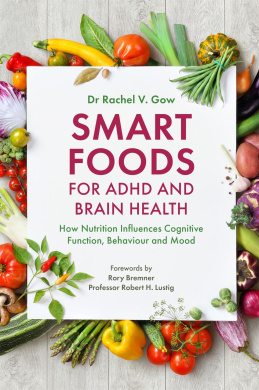 Dr Rachel V. Gow
SMART
FOODS
FOR ADHD AND
BRAIN HEALTH
How Nutrition Influences Cognitive
Function, Behaviour and Mood
Forewords by
Rory Bremner
Professor Robert H. Lustig